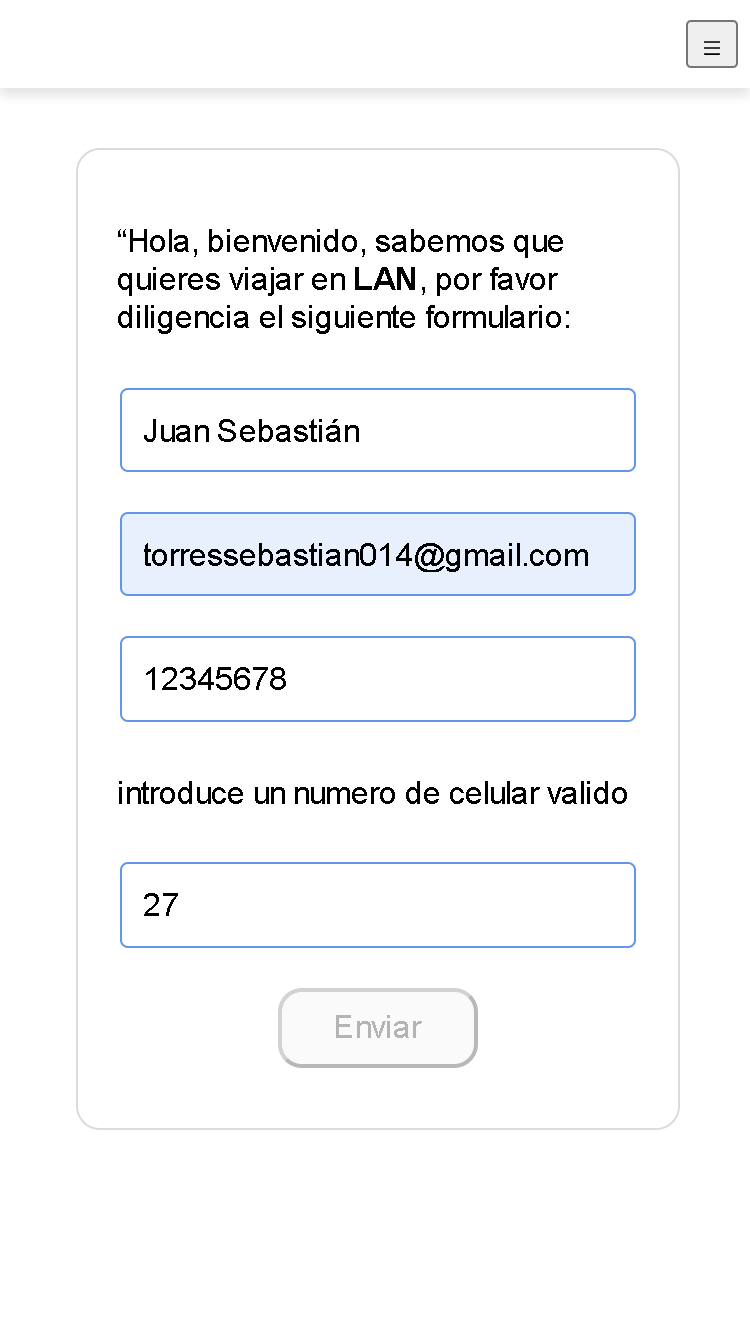 ☰
“Hola, bienvenido, sabemos que
quieres viajar en LAN, por favor
diligencia el siguiente formulario:
Juan Sebastián
torressebastian014@gmail.com
12345678
introduce un numero de celular valido
27
Enviar